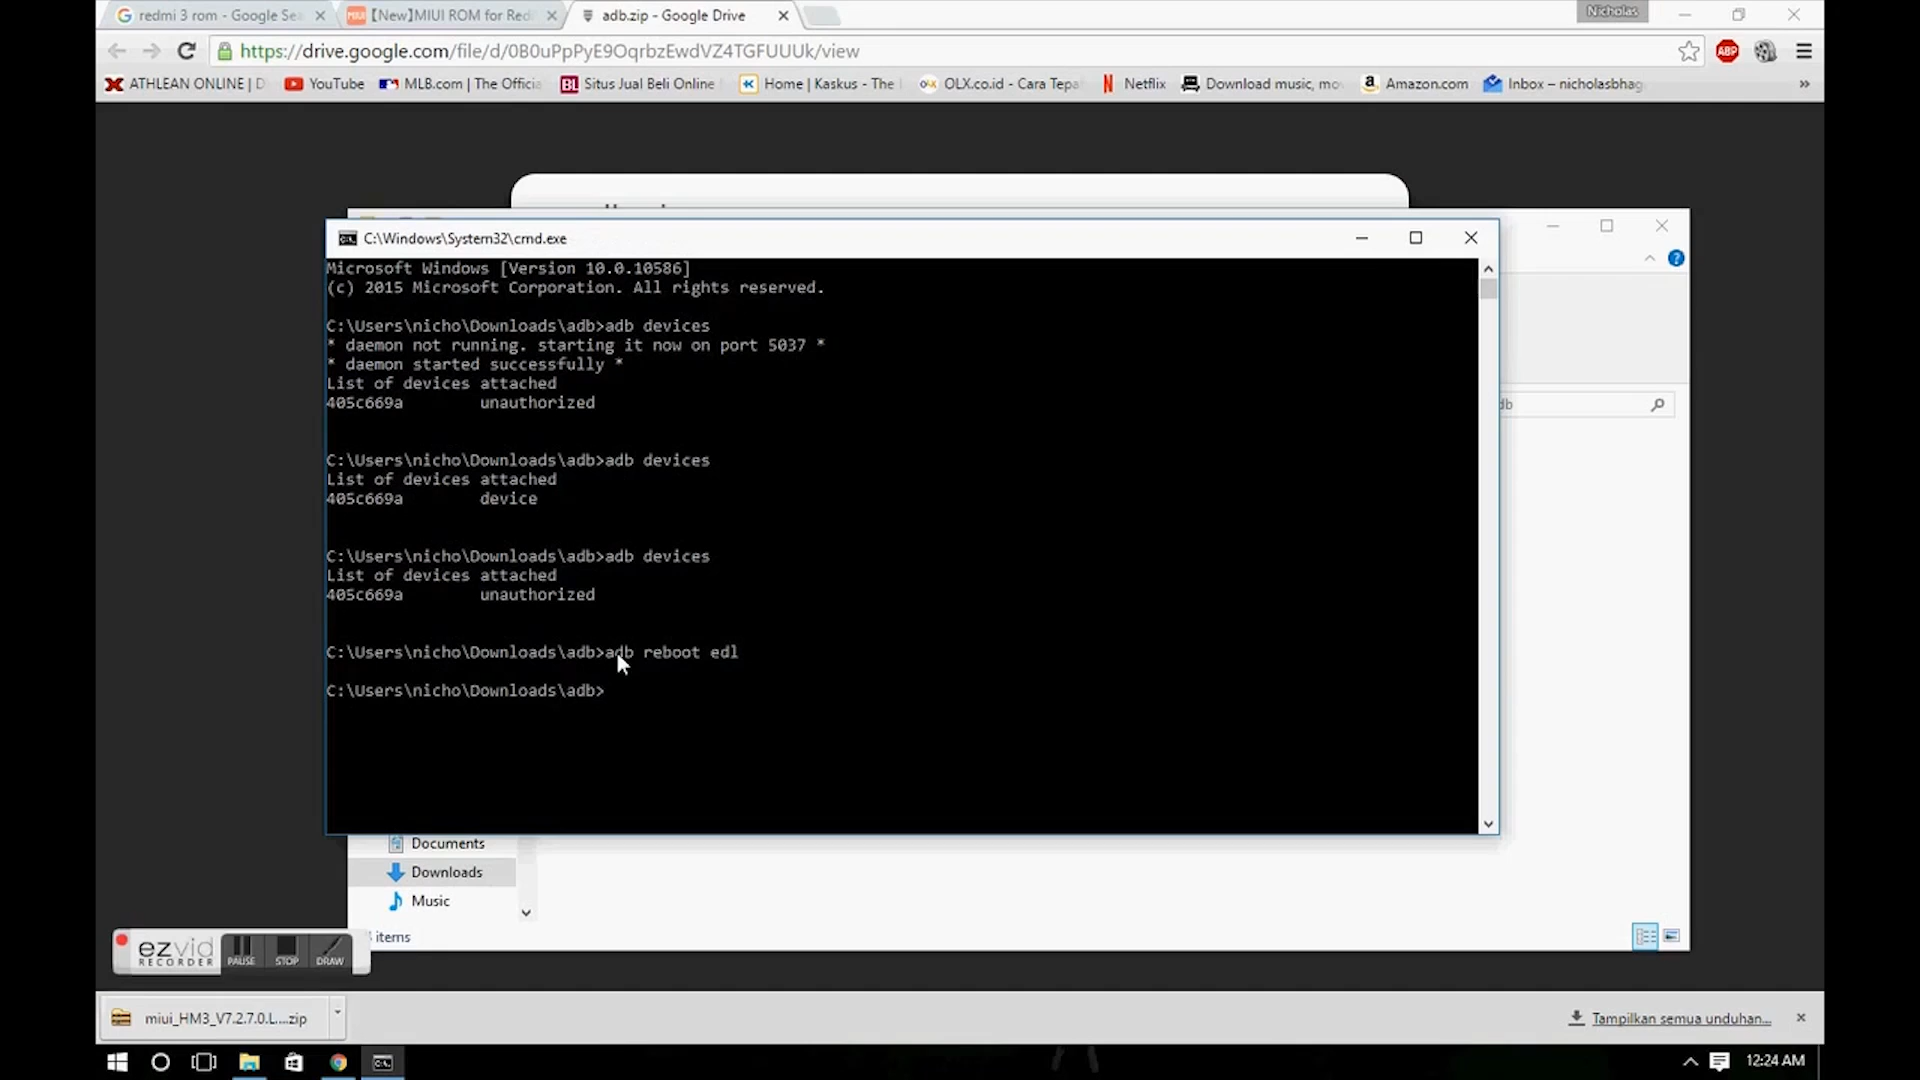 redmi 3 rom - Google Sea
【New】MIUI ROM for Redi
adb.zip - Google Drive
Nicholas
https://drive.google.com/file/d/0B0uPpPyE9OqrbzEwdVZ4TGFUUUk/view
ABP
ATHLEAN ONLINE | D
YouTube
MLB.com | The Officia
BL Situs Jual Beli Online
Home | Kaskus - The
OLX.co.id - Cara Tepa
Netflix
Download music, mo
Amazon.com
Inbox – nicholasbhag
»
C:\Windows\System32\cmd.exe
Microsoft Windows [Version 10.0.10586]
(c) 2015 Microsoft Corporation. All rights reserved.
C:\Users\nicho\Downloads\adb>adb devices
* daemon not running. starting it now on port 5037 *
* daemon started successfully *
List of devices attached
405c669a unauthorized
C:\Users\nicho\Downloads\adb>adb devices
List of devices attached
405c669a device
C:\Users\nicho\Downloads\adb>adb devices
List of devices attached
405c669a unauthorized
C:\Users\nicho\Downloads\adb>adb reboot edl
C:\Users\nicho\Downloads\adb>
db
Documents
Downloads
Music
items
ezvid
RECORDER
PAUSE
STOP
DRAW
miui_HM3_V7.2.7.0.L....zip
Tampilkan semua unduhan...
12:24 AM